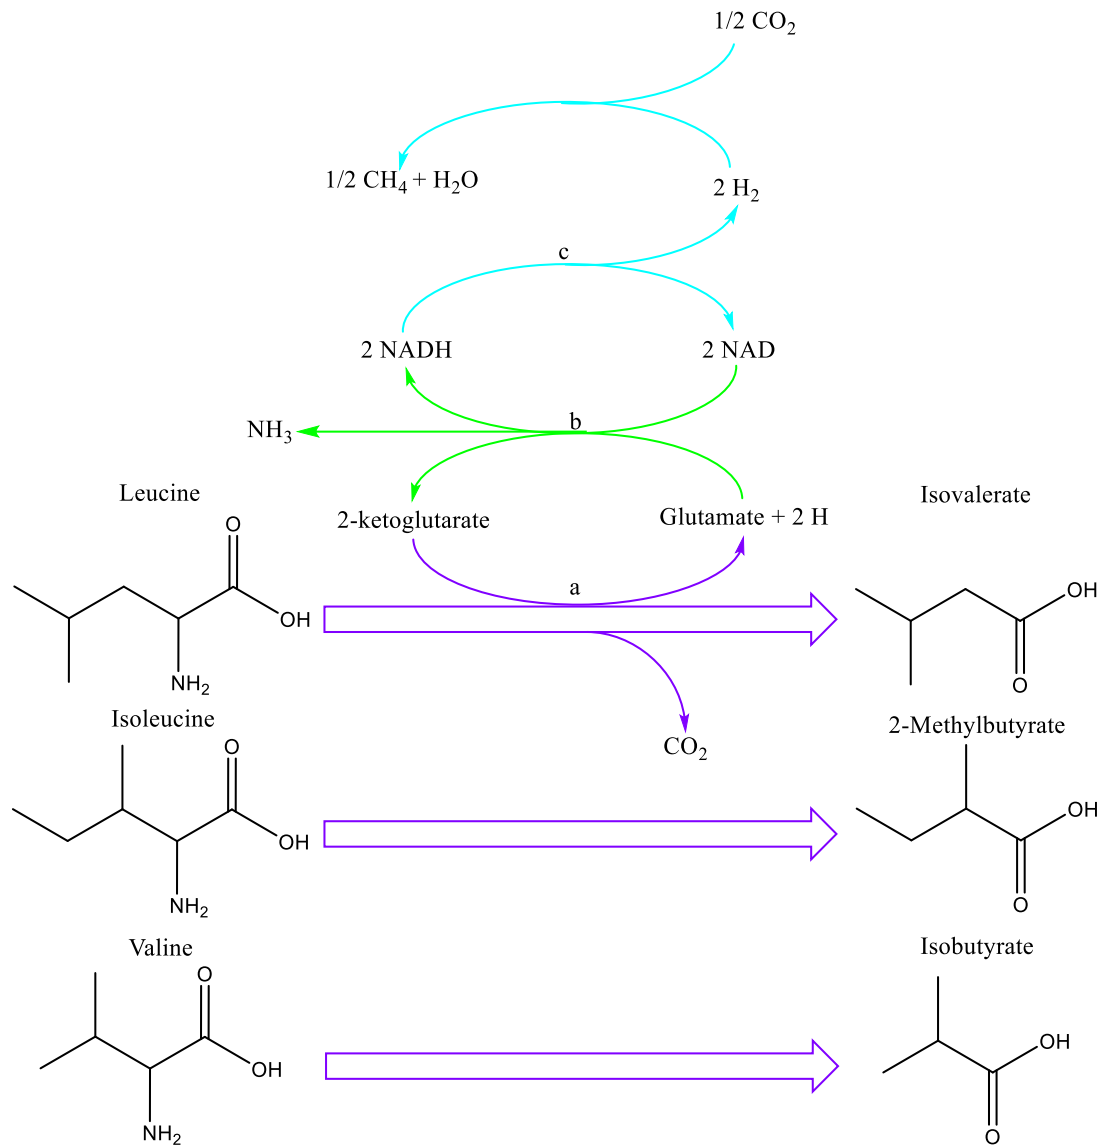 1/2 CO2
1/2 CH4 + H2O
2 H2
c
2 NADH
2 NAD
b
NH3
Leucine
Isovalerate
2-ketoglutarate
Glutamate + 2 H
O
a
OH
OH
NH2
O
Isoleucine
2-Methylbutyrate
O
CO2
OH
OH
NH2
O
Valine
Isobutyrate
O
OH
OH
NH2
O